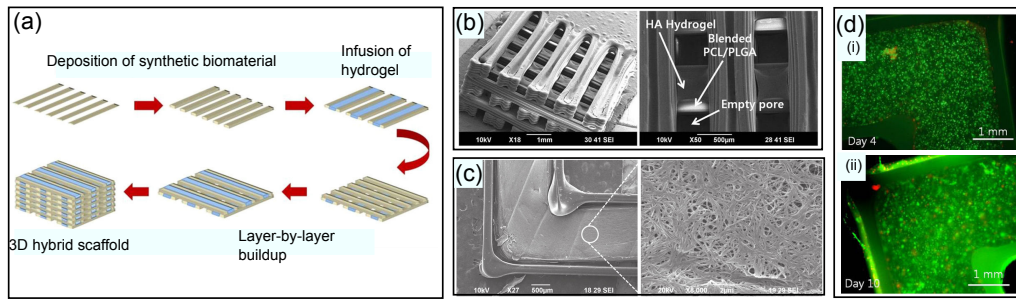 (a)
Deposition of synthetic biomaterial
Infusion of
hydrogel
3D hybrid scaffold
Layer-by-layer
buildup
(b)
10kV X18 1mm 30 41 SEI
HA Hydrogel
Blended
PCL/PLGA
Empty pore
10kV X50 500µm 28 41 SEI
(c)
10kV X27 500µm 18 29 SEI
20kV X8,000 2µm 19 29 SEI
(d)
(i)
Day 4
1 mm
(ii)
Day 10
1 mm